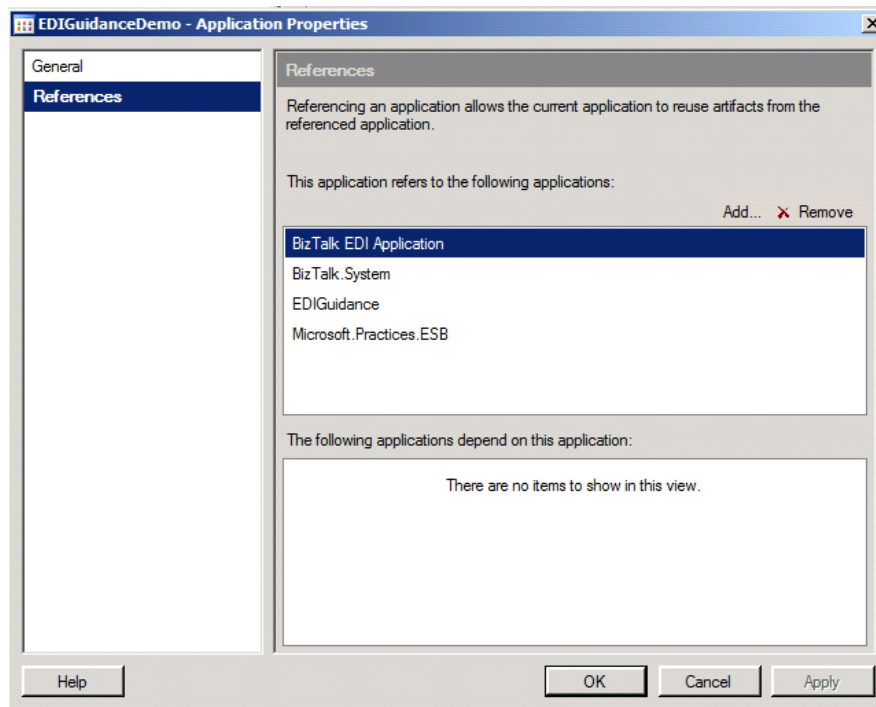 EDIGuidanceDemo - Application Properties
General
References
References
Referencing an application allows the current application to reuse artifacts from the
referenced application.
This application refers to the following applications:
Add... Remove
BizTalk EDI Application
BizTalk.System
EDIGuidance
Microsoft.Practices.ESB
The following applications depend on this application:
There are no items to show in this view.
Help OK Cancel Apply